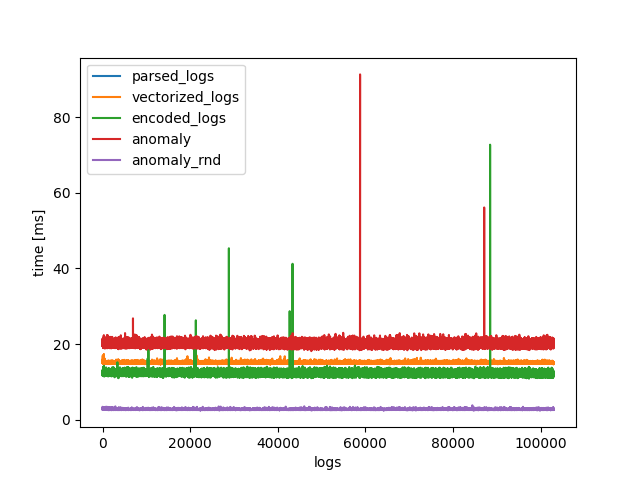 parsed_logs
vectorized_logs
encoded_logs
anomaly
anomaly_rnd
time [ms]
80
60
40
20
0
0 20000 40000 60000 80000 100000
logs